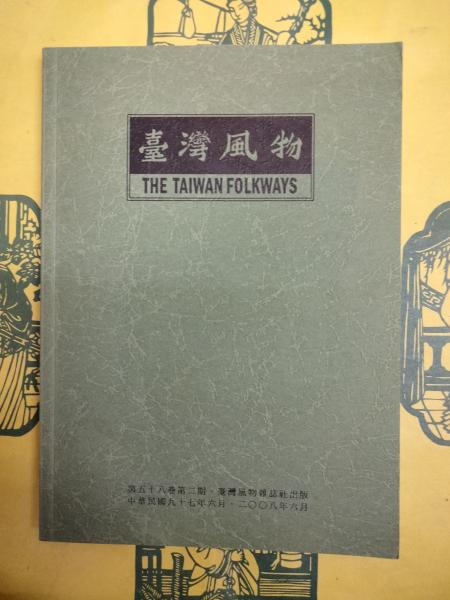 臺灣風物
THE TAIWAN FOLKWAYS
第五十八卷第二期・臺灣風物雜誌社出版
中華民國九十七年六月・二〇〇八年六月